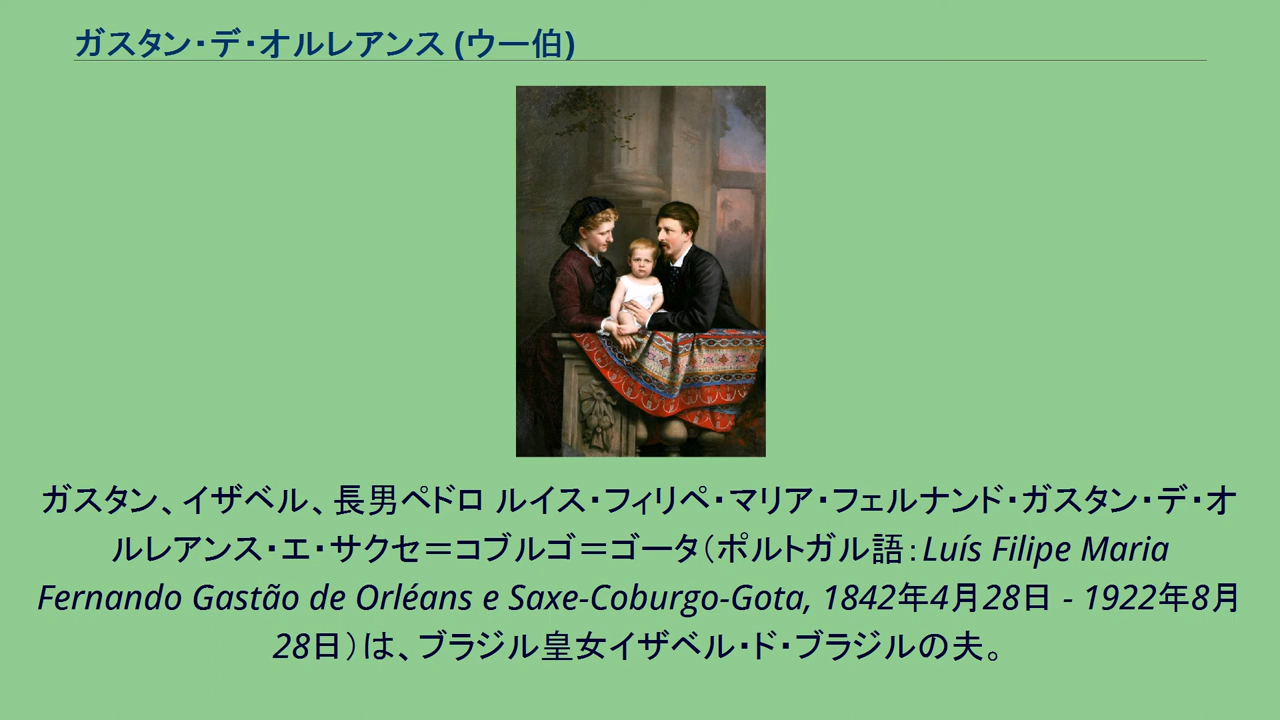 ガスタン・デ・オルレアンス (ウー伯)
ガスタン、イザベル、長男ペドロ ルイス・フィリペ・マリア・フェルナンド・ガスタン・デ・オ
ルレアンス・エ・サクセ＝コブルゴ＝ゴータ（ポルトガル語：Luís Filipe Maria
Fernando Gastão de Orléans e Saxe-Coburgo-Gota, 1842年4月28日 - 1922年8月
28日）は、ブラジル皇女イザベル・ド・ブラジルの夫。